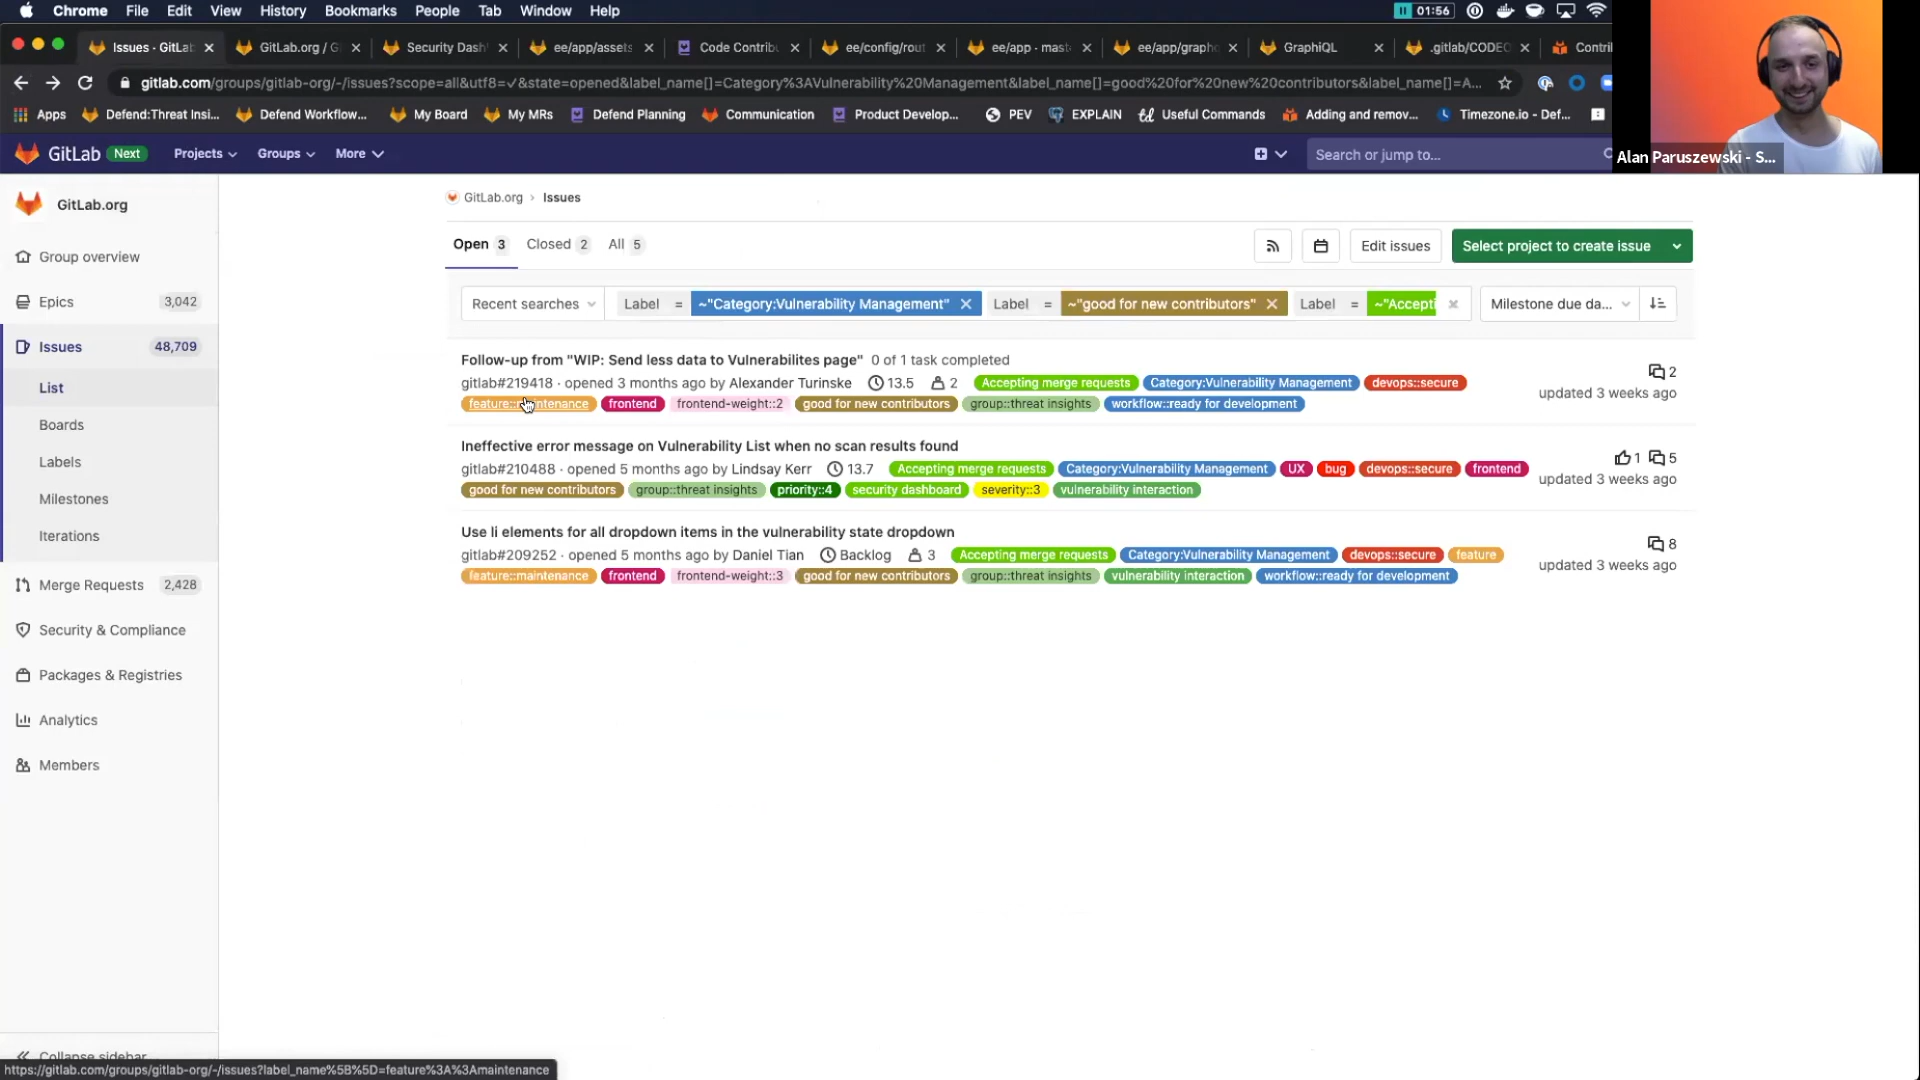 Chrome File Edit View History Bookmarks People Tab Window Help 01:56
Issues · GitLab GitLab.org / G Security Dash ee/app/assets Code Contrib ee/config/rout ee/app · mast ee/app/graph GraphiQL .gitlab/CODEO Contri
gitlab.com/groups/gitlab-org/-/issues?scope=all&utf8=✓&state=opened&label_name[]=Category%3AVulnerability%20Management&label_name[]=good%20for%20new%20contributors&label_name[]=A...
Apps Defend:Threat Insi... Defend Workflow... My Board My MRs Defend Planning Communication Product Develop... PEV EXPLAIN Useful Commands Adding and remov... Timezone.io - Def...
GitLab Next Projects Groups More Search or jump to...
Alan Paruszewski - S...
GitLab.org
Group overview
Epics 3,042
Issues 48,709
List
Boards
Labels
Milestones
Iterations
Merge Requests 2,428
Security & Compliance
Packages & Registries
Analytics
Members
Collapse sidebar
GitLab.org › Issues
Open 3 Closed 2 All 5 Edit issues Select project to create issue
Recent searches Label = ~"Category:Vulnerability Management" Label = ~"good for new contributors" Label = ~"Accepti Milestone due da...
Follow-up from "WIP: Send less data to Vulnerabilites page" 0 of 1 task completed 2
gitlab#219418 · opened 3 months ago by Alexander Turinske 13.5 2 Accepting merge requests Category:Vulnerability Management devops::secure updated 3 weeks ago
feature::maintenance frontend frontend-weight::2 good for new contributors group::threat insights workflow::ready for development
Ineffective error message on Vulnerability List when no scan results found 1 5
gitlab#210488 · opened 5 months ago by Lindsay Kerr 13.7 Accepting merge requests Category:Vulnerability Management UX bug devops::secure frontend updated 3 weeks ago
good for new contributors group::threat insights priority::4 security dashboard severity::3 vulnerability interaction
Use li elements for all dropdown items in the vulnerability state dropdown 8
gitlab#209252 · opened 5 months ago by Daniel Tian Backlog 3 Accepting merge requests Category:Vulnerability Management devops::secure feature updated 3 weeks ago
feature::maintenance frontend frontend-weight::3 good for new contributors group::threat insights vulnerability interaction workflow::ready for development
https://gitlab.com/groups/gitlab-org/-/issues?label_name%5B%5D=feature%3A%3Amaintenance